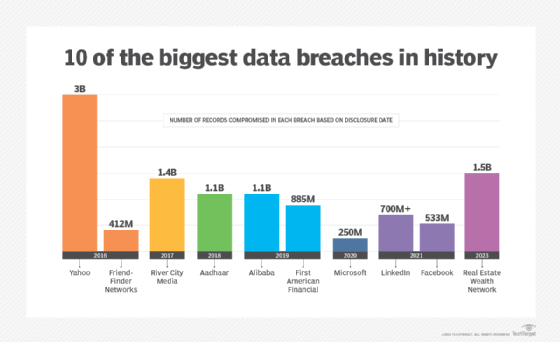 10 of the biggest data breaches in history
NUMBER OF RECORDS COMPROMISED IN EACH BREACH BASED ON DISCLOSURE DATE
3B
412M
1.4B
1.1B
1.1B
885M
250M
700M+
533M
1.5B
2016
2017
2018
2019
2020
2021
2023
Yahoo
Friend-
Finder
Networks
River City
Media
Aadhaar
Alibaba
First
American
Financial
Microsoft
LinkedIn
Facebook
Real Estate
Wealth
Network
TechTarget